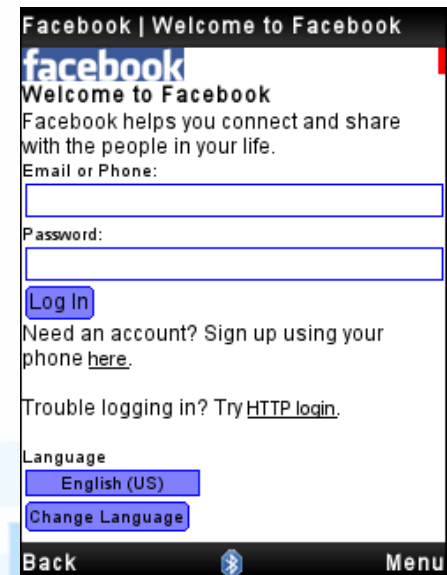 Facebook | Welcome to Facebook
facebook
Welcome to Facebook
Facebook helps you connect and share
with the people in your life.
Email or Phone:
Password:
Log In
Need an account? Sign up using your
phone here.
Trouble logging in? Try HTTP login.
Language
English (US)
Change Language
Back Menu